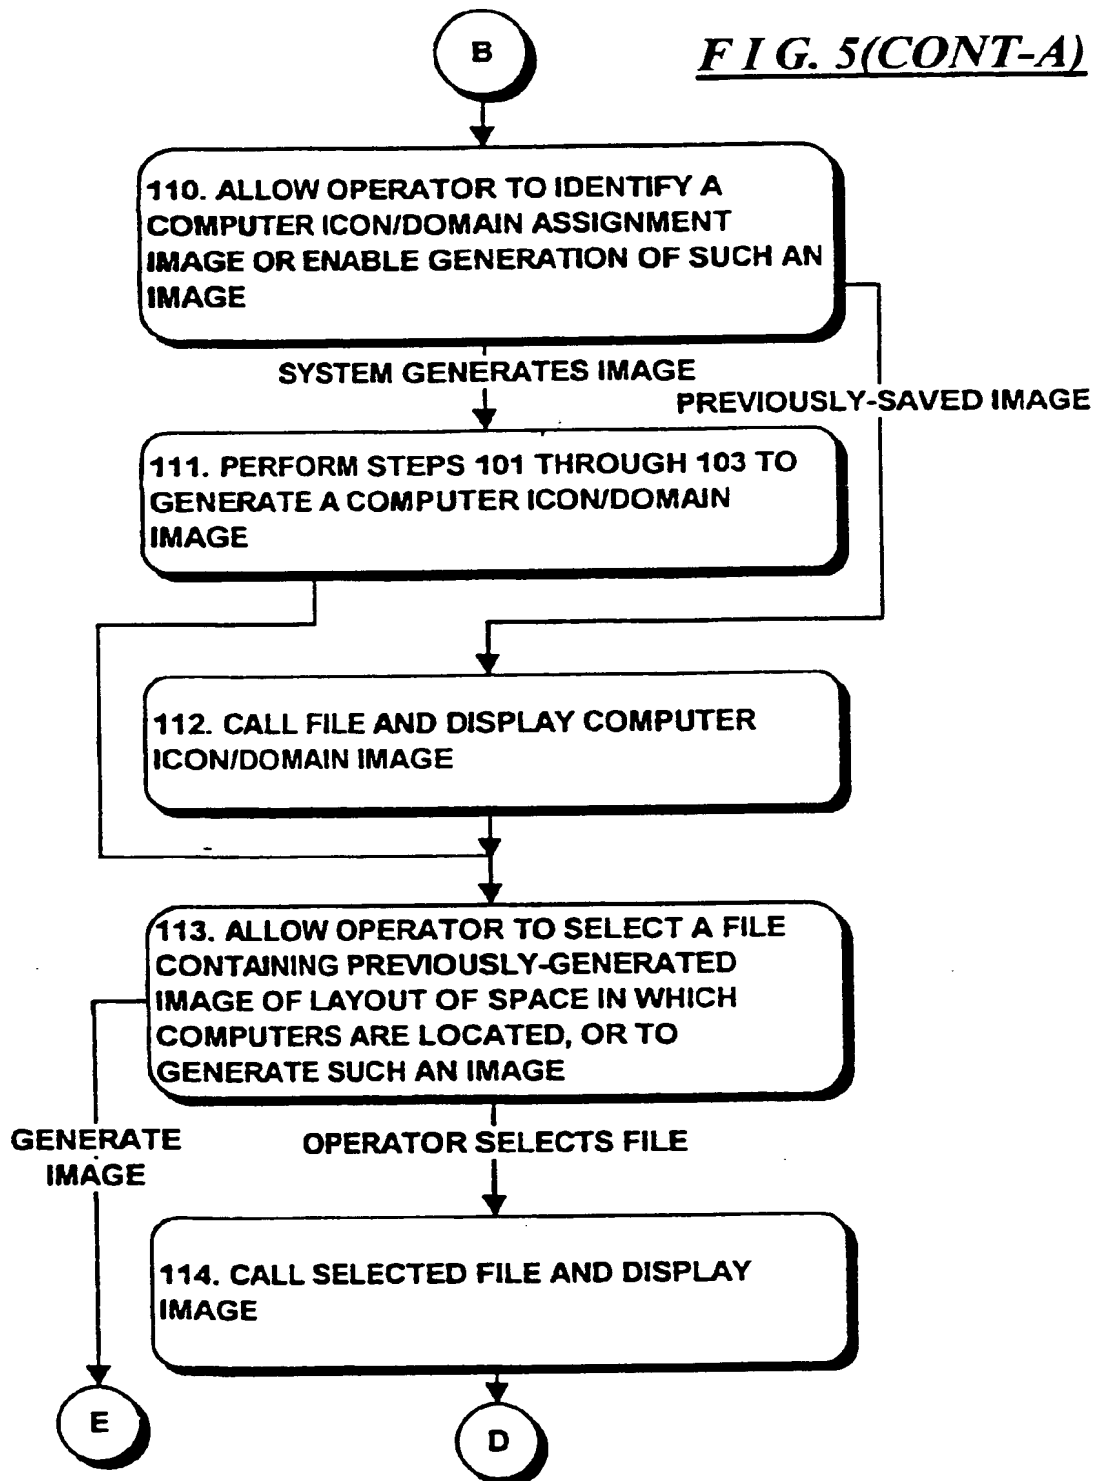 B
F I G. 5(CONT-A)
110. ALLOW OPERATOR TO IDENTIFY A
COMPUTER ICON/DOMAIN ASSIGNMENT
IMAGE OR ENABLE GENERATION OF SUCH AN
IMAGE
SYSTEM GENERATES IMAGE
PREVIOUSLY-SAVED IMAGE
111. PERFORM STEPS 101 THROUGH 103 TO
GENERATE A COMPUTER ICON/DOMAIN
IMAGE
112. CALL FILE AND DISPLAY COMPUTER
ICON/DOMAIN IMAGE
113. ALLOW OPERATOR TO SELECT A FILE
CONTAINING PREVIOUSLY-GENERATED
IMAGE OF LAYOUT OF SPACE IN WHICH
COMPUTERS ARE LOCATED, OR TO
GENERATE SUCH AN IMAGE
GENERATE
IMAGE
OPERATOR SELECTS FILE
114. CALL SELECTED FILE AND DISPLAY
IMAGE
E
D